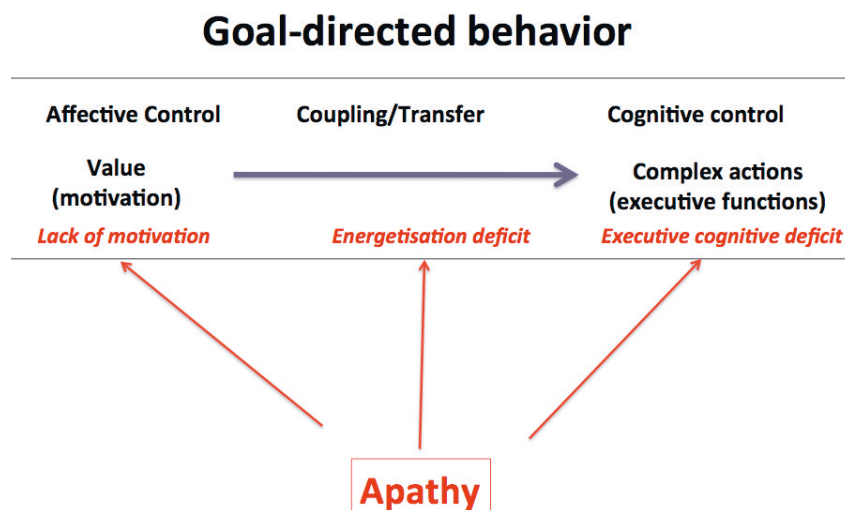 Goal-directed behavior
Affective Control Coupling/Transfer Cognitive control
Value
(motivation)
Complex actions
(executive functions)
Lack of motivation Energetisation deficit Executive cognitive deficit
Apathy